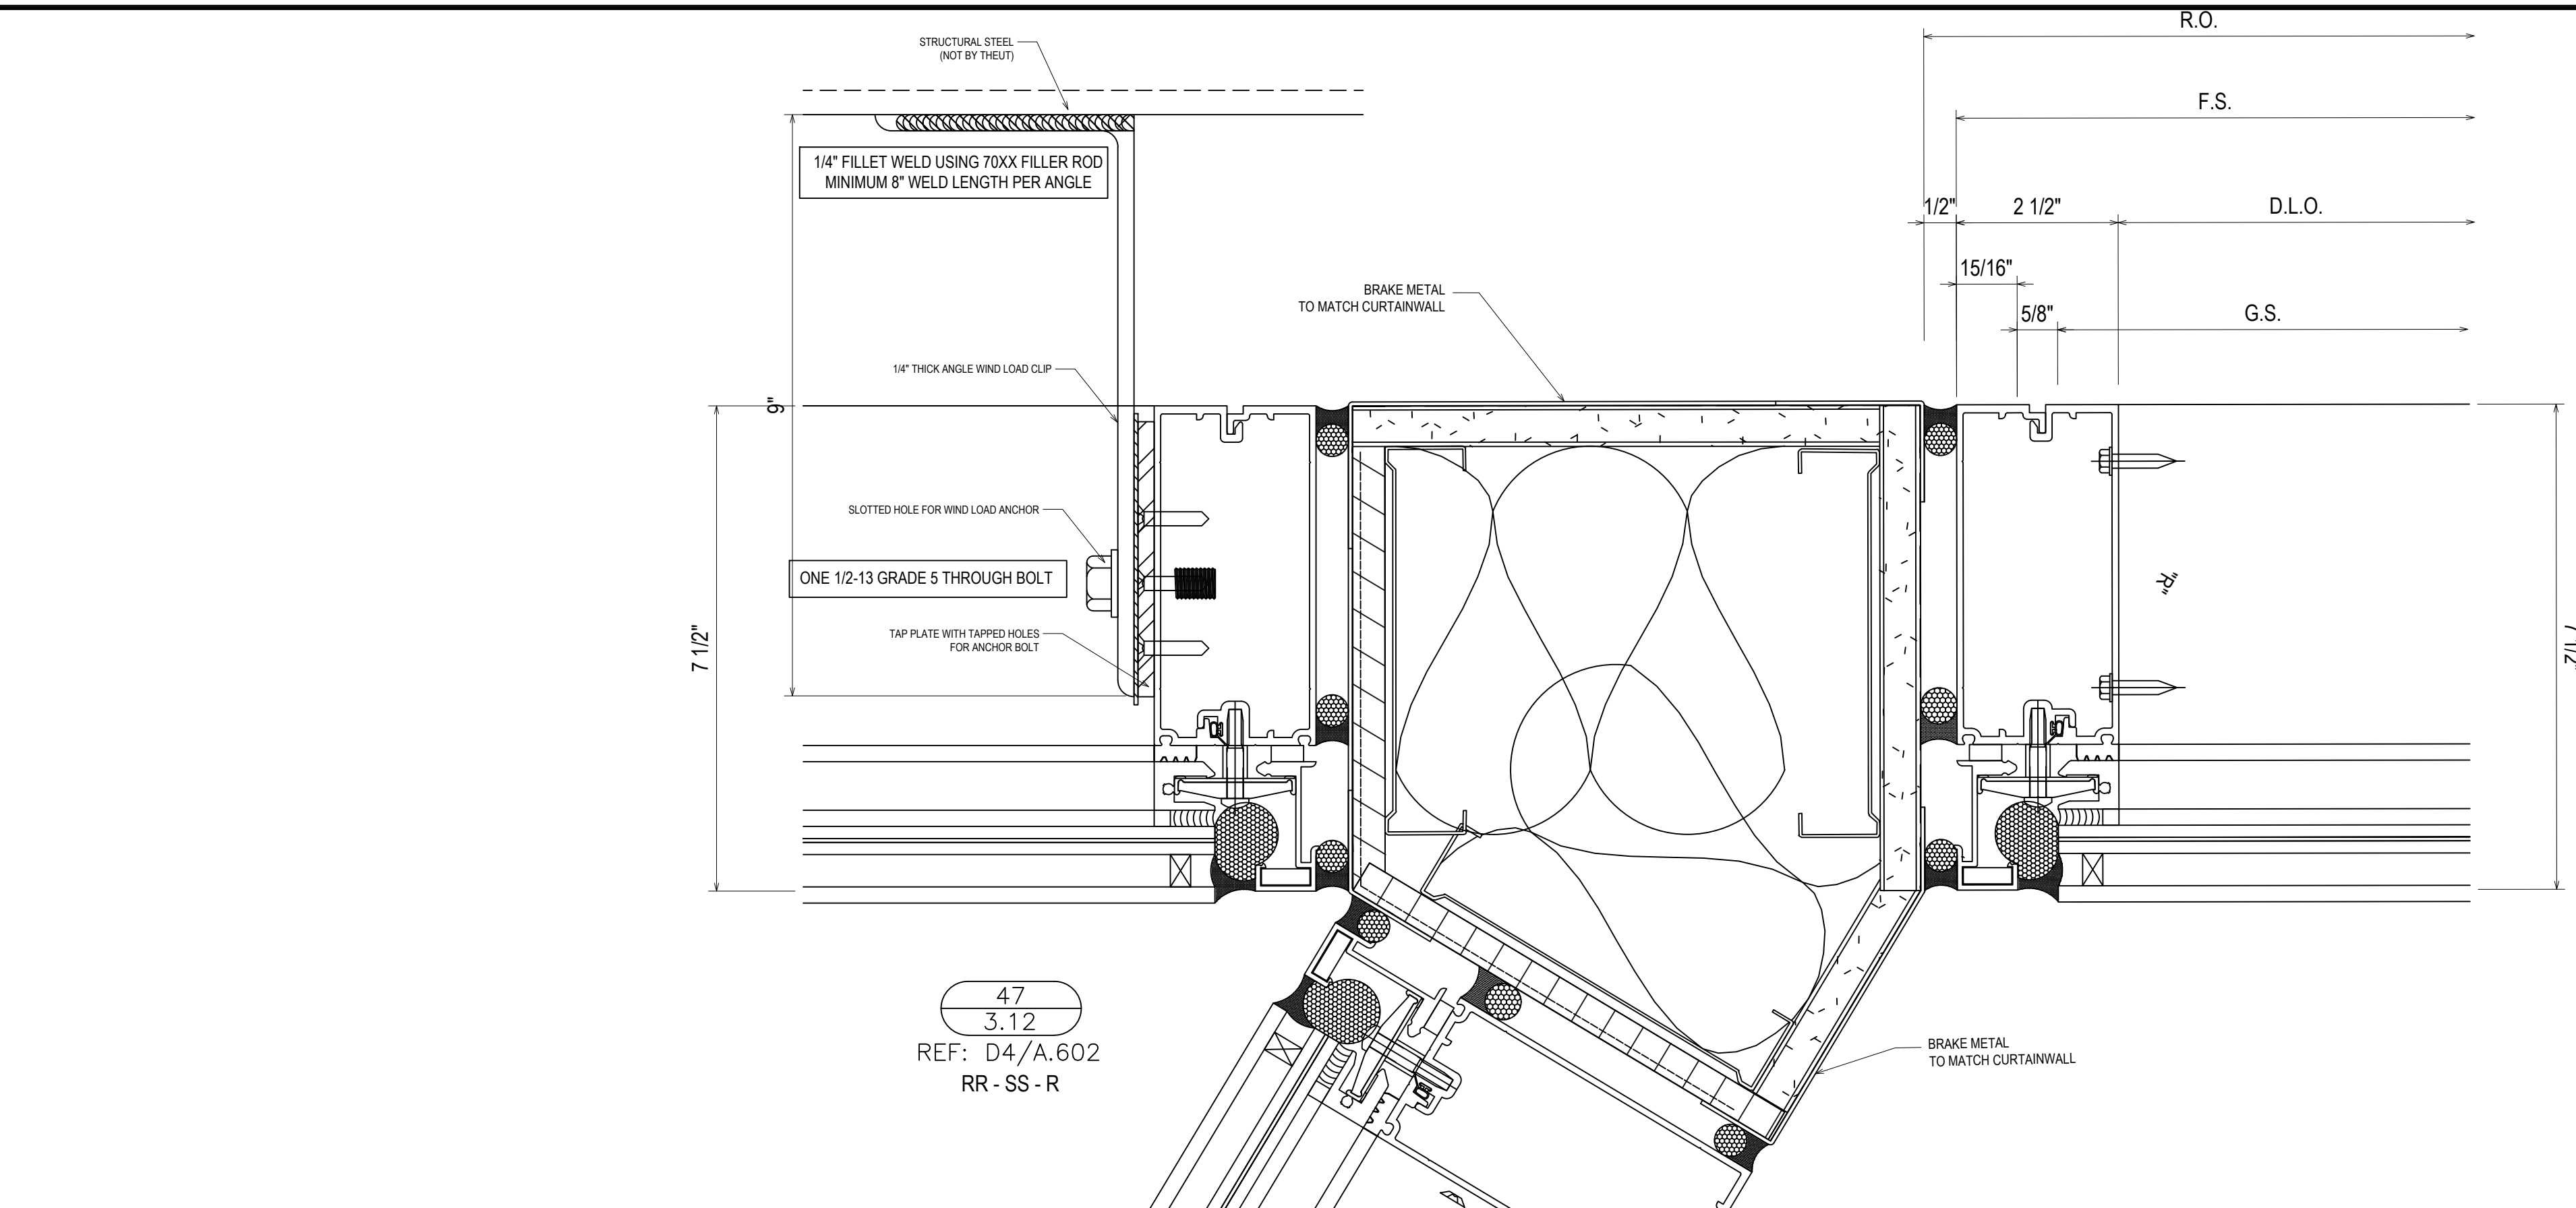 R.O.
STRUCTURAL STEEL
(NOT BY THEUT)
F.S.
1/4" FILLET WELD USING 70XX FILLER ROD
MINIMUM 8" WELD LENGTH PER ANGLE
1/2"
2 1/2"
D.L.O.
15/16"
BRAKE METAL
TO MATCH CURTAINWALL
5/8"
G.S.
1/4" THICK ANGLE WIND LOAD CLIP
9"
SLOTTED HOLE FOR WIND LOAD ANCHOR
ONE 1/2-13 GRADE 5 THROUGH BOLT
"R"
TAP PLATE WITH TAPPED HOLES
FOR ANCHOR BOLT
7 1/2"
7 1/2"
47
3.12
REF: D4/A.602
RR - SS - R
BRAKE METAL
TO MATCH CURTAINWALL